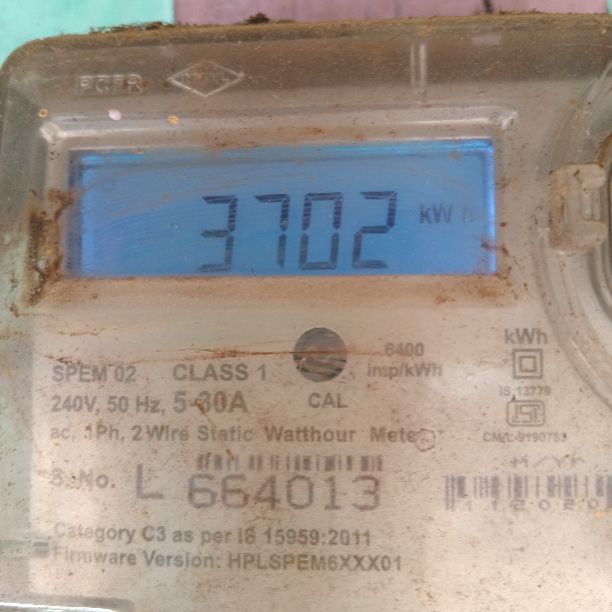 3702 kWh
kWh
6400
imp/kWh
SPEM 02 CLASS 1
IS 13779
240V, 50 Hz, 5-30A
CAL
ac, 1Ph, 2 Wire Static Watthour Meter
CM/L-9190783
M/YR
S. No. L 664013
Category C3 as per IS 15959:2011
Firmware Version: HPLSPEM6XXX01